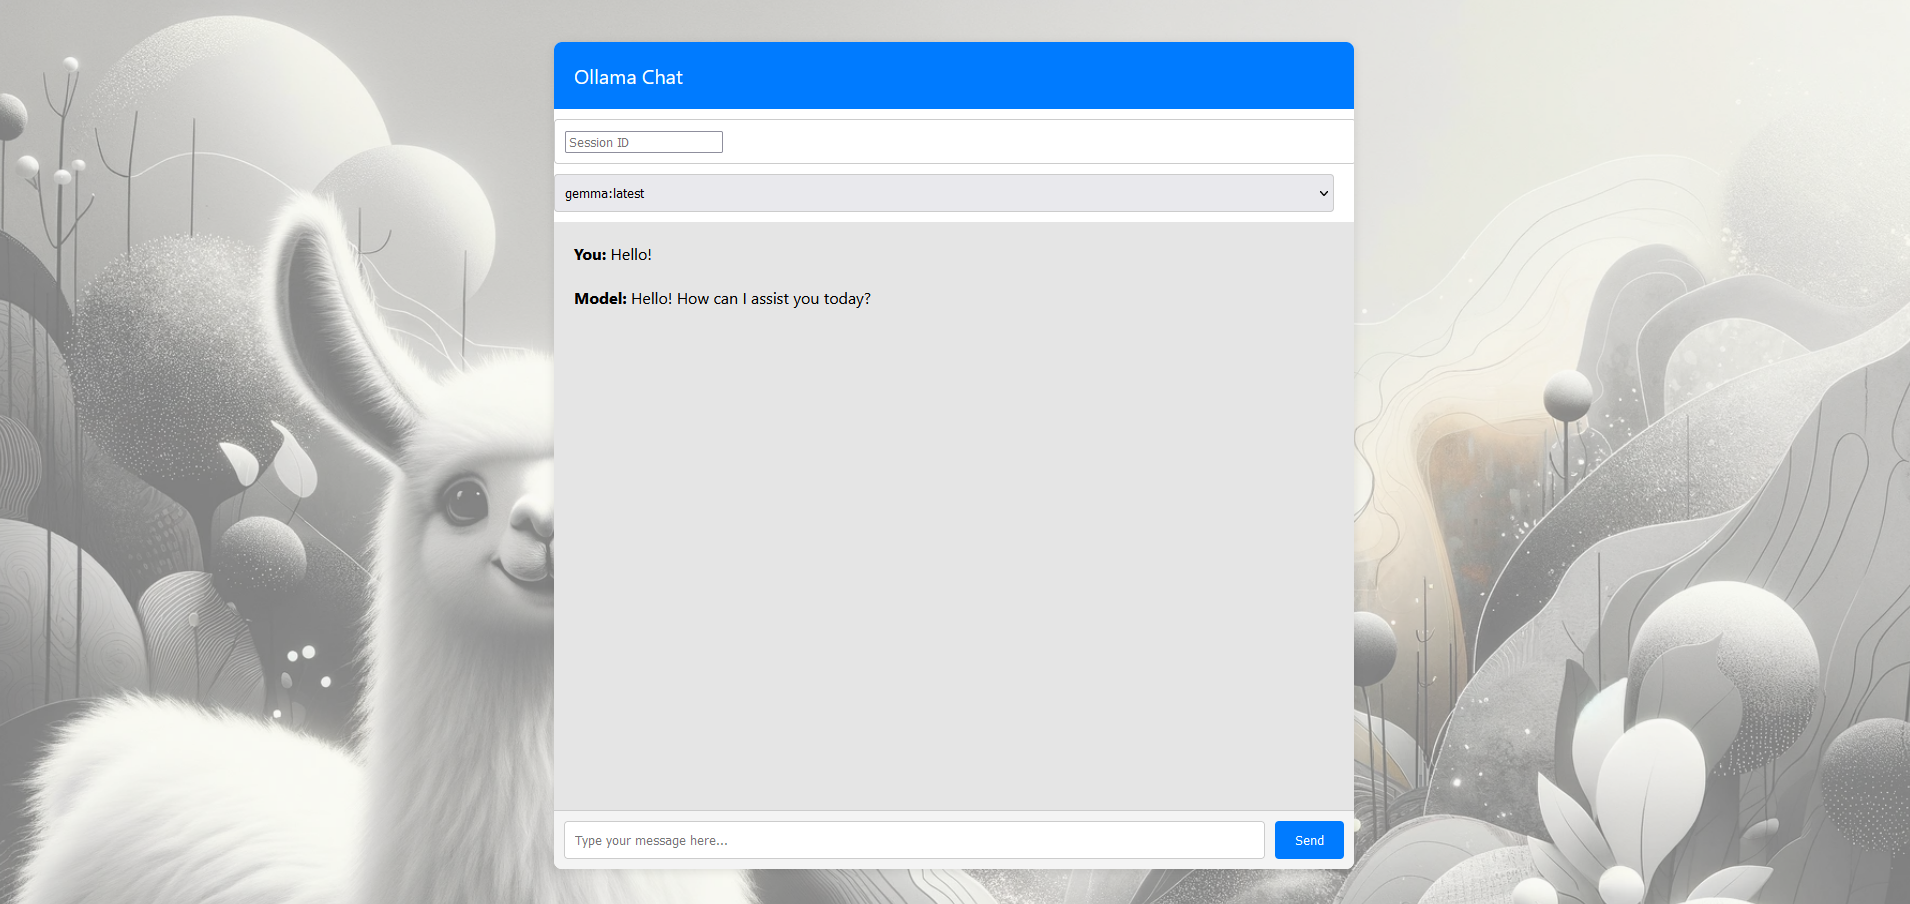 Ollama Chat
Session ID
gemma:latest
You: Hello!
Model: Hello! How can I assist you today?
Type your message here...
Send